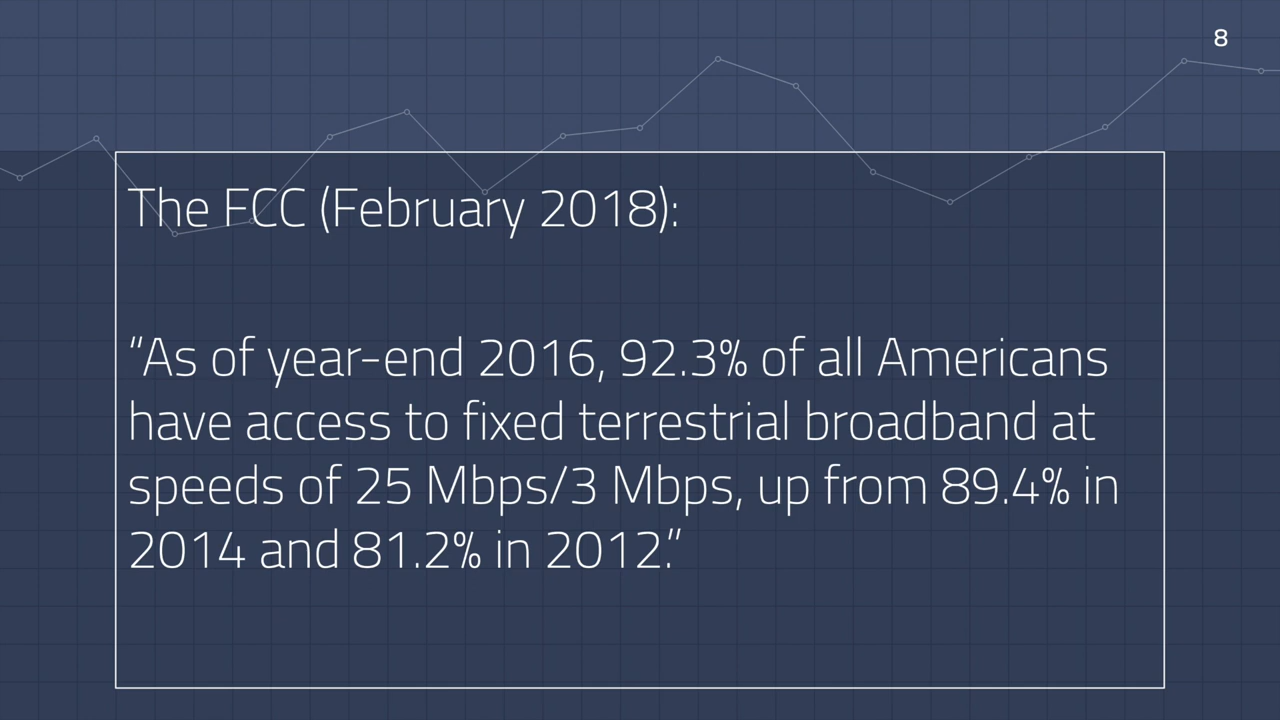 8
The FCC (February 2018):
“As of year-end 2016, 92.3% of all Americans
have access to fixed terrestrial broadband at
speeds of 25 Mbps/3 Mbps, up from 89.4% in
2014 and 81.2% in 2012.”